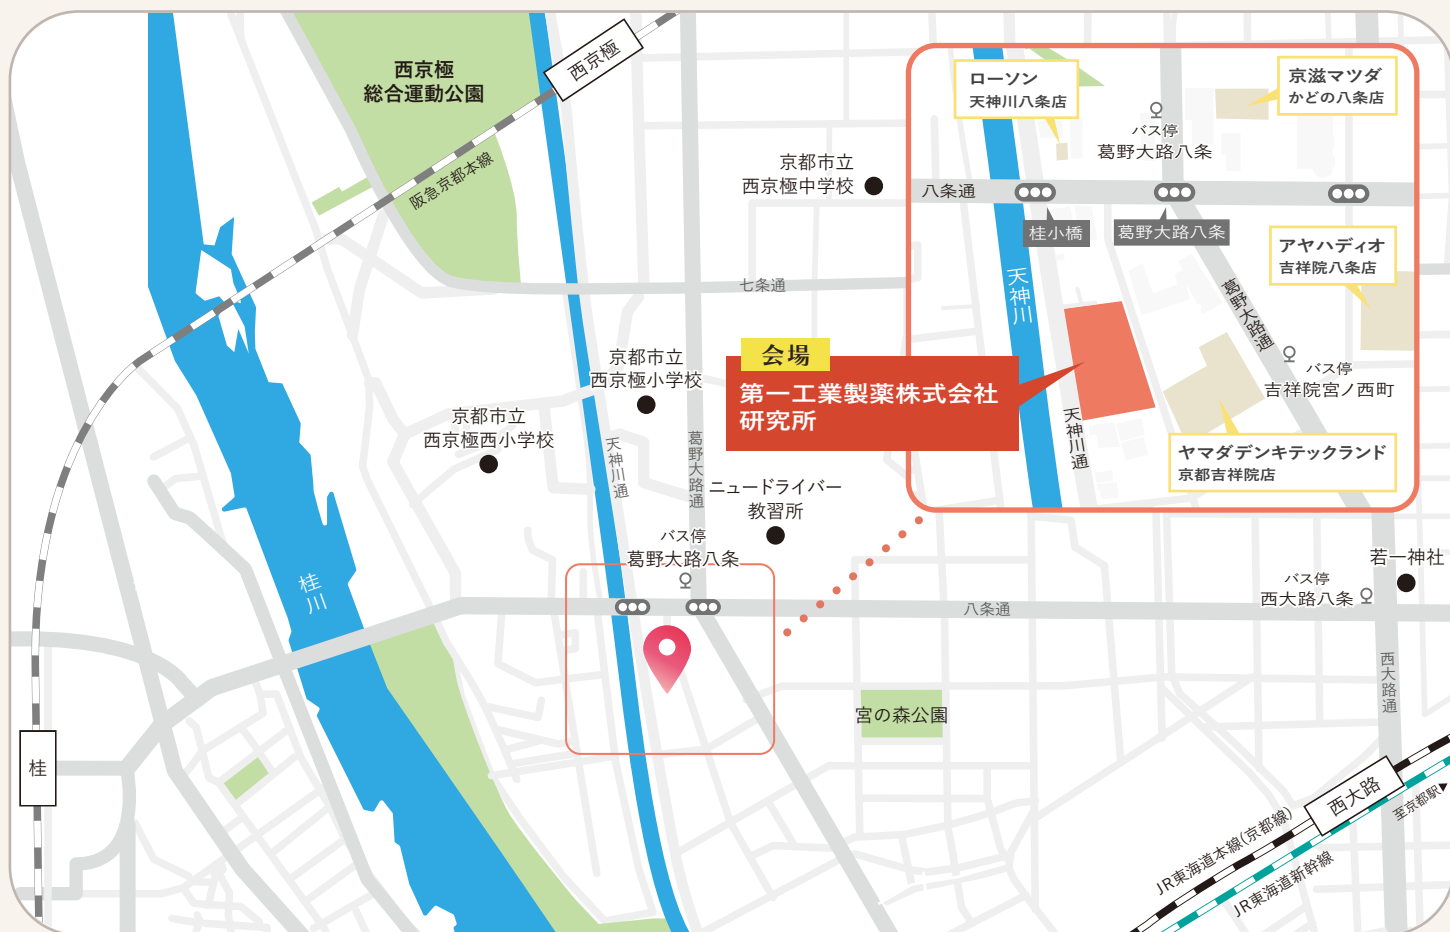 西京極
総合運動公園
西京極
阪急京都本線
京都市立
西京極中学校
七条通
京都市立
西京極小学校
京都市立
西京極西小学校
天神川通
葛野大路通
ニュードライバー
教習所
バス停
葛野大路八条
八条通
桂川
宮の森公園
若一神社
バス停
西大路八条
西大路通
桂
西大路
至京都駅▼
JR東海道本線(京都線)
JR東海道新幹線
会場
第一工業製薬株式会社
研究所
ローソン
天神川八条店
京滋マツダ
かどの八条店
バス停
葛野大路八条
八条通
桂小橋
葛野大路八条
アヤハディオ
吉祥院八条店
天神川
葛野大路通
バス停
吉祥院宮ノ西町
天神川通
ヤマダデンキテックランド
京都吉祥院店